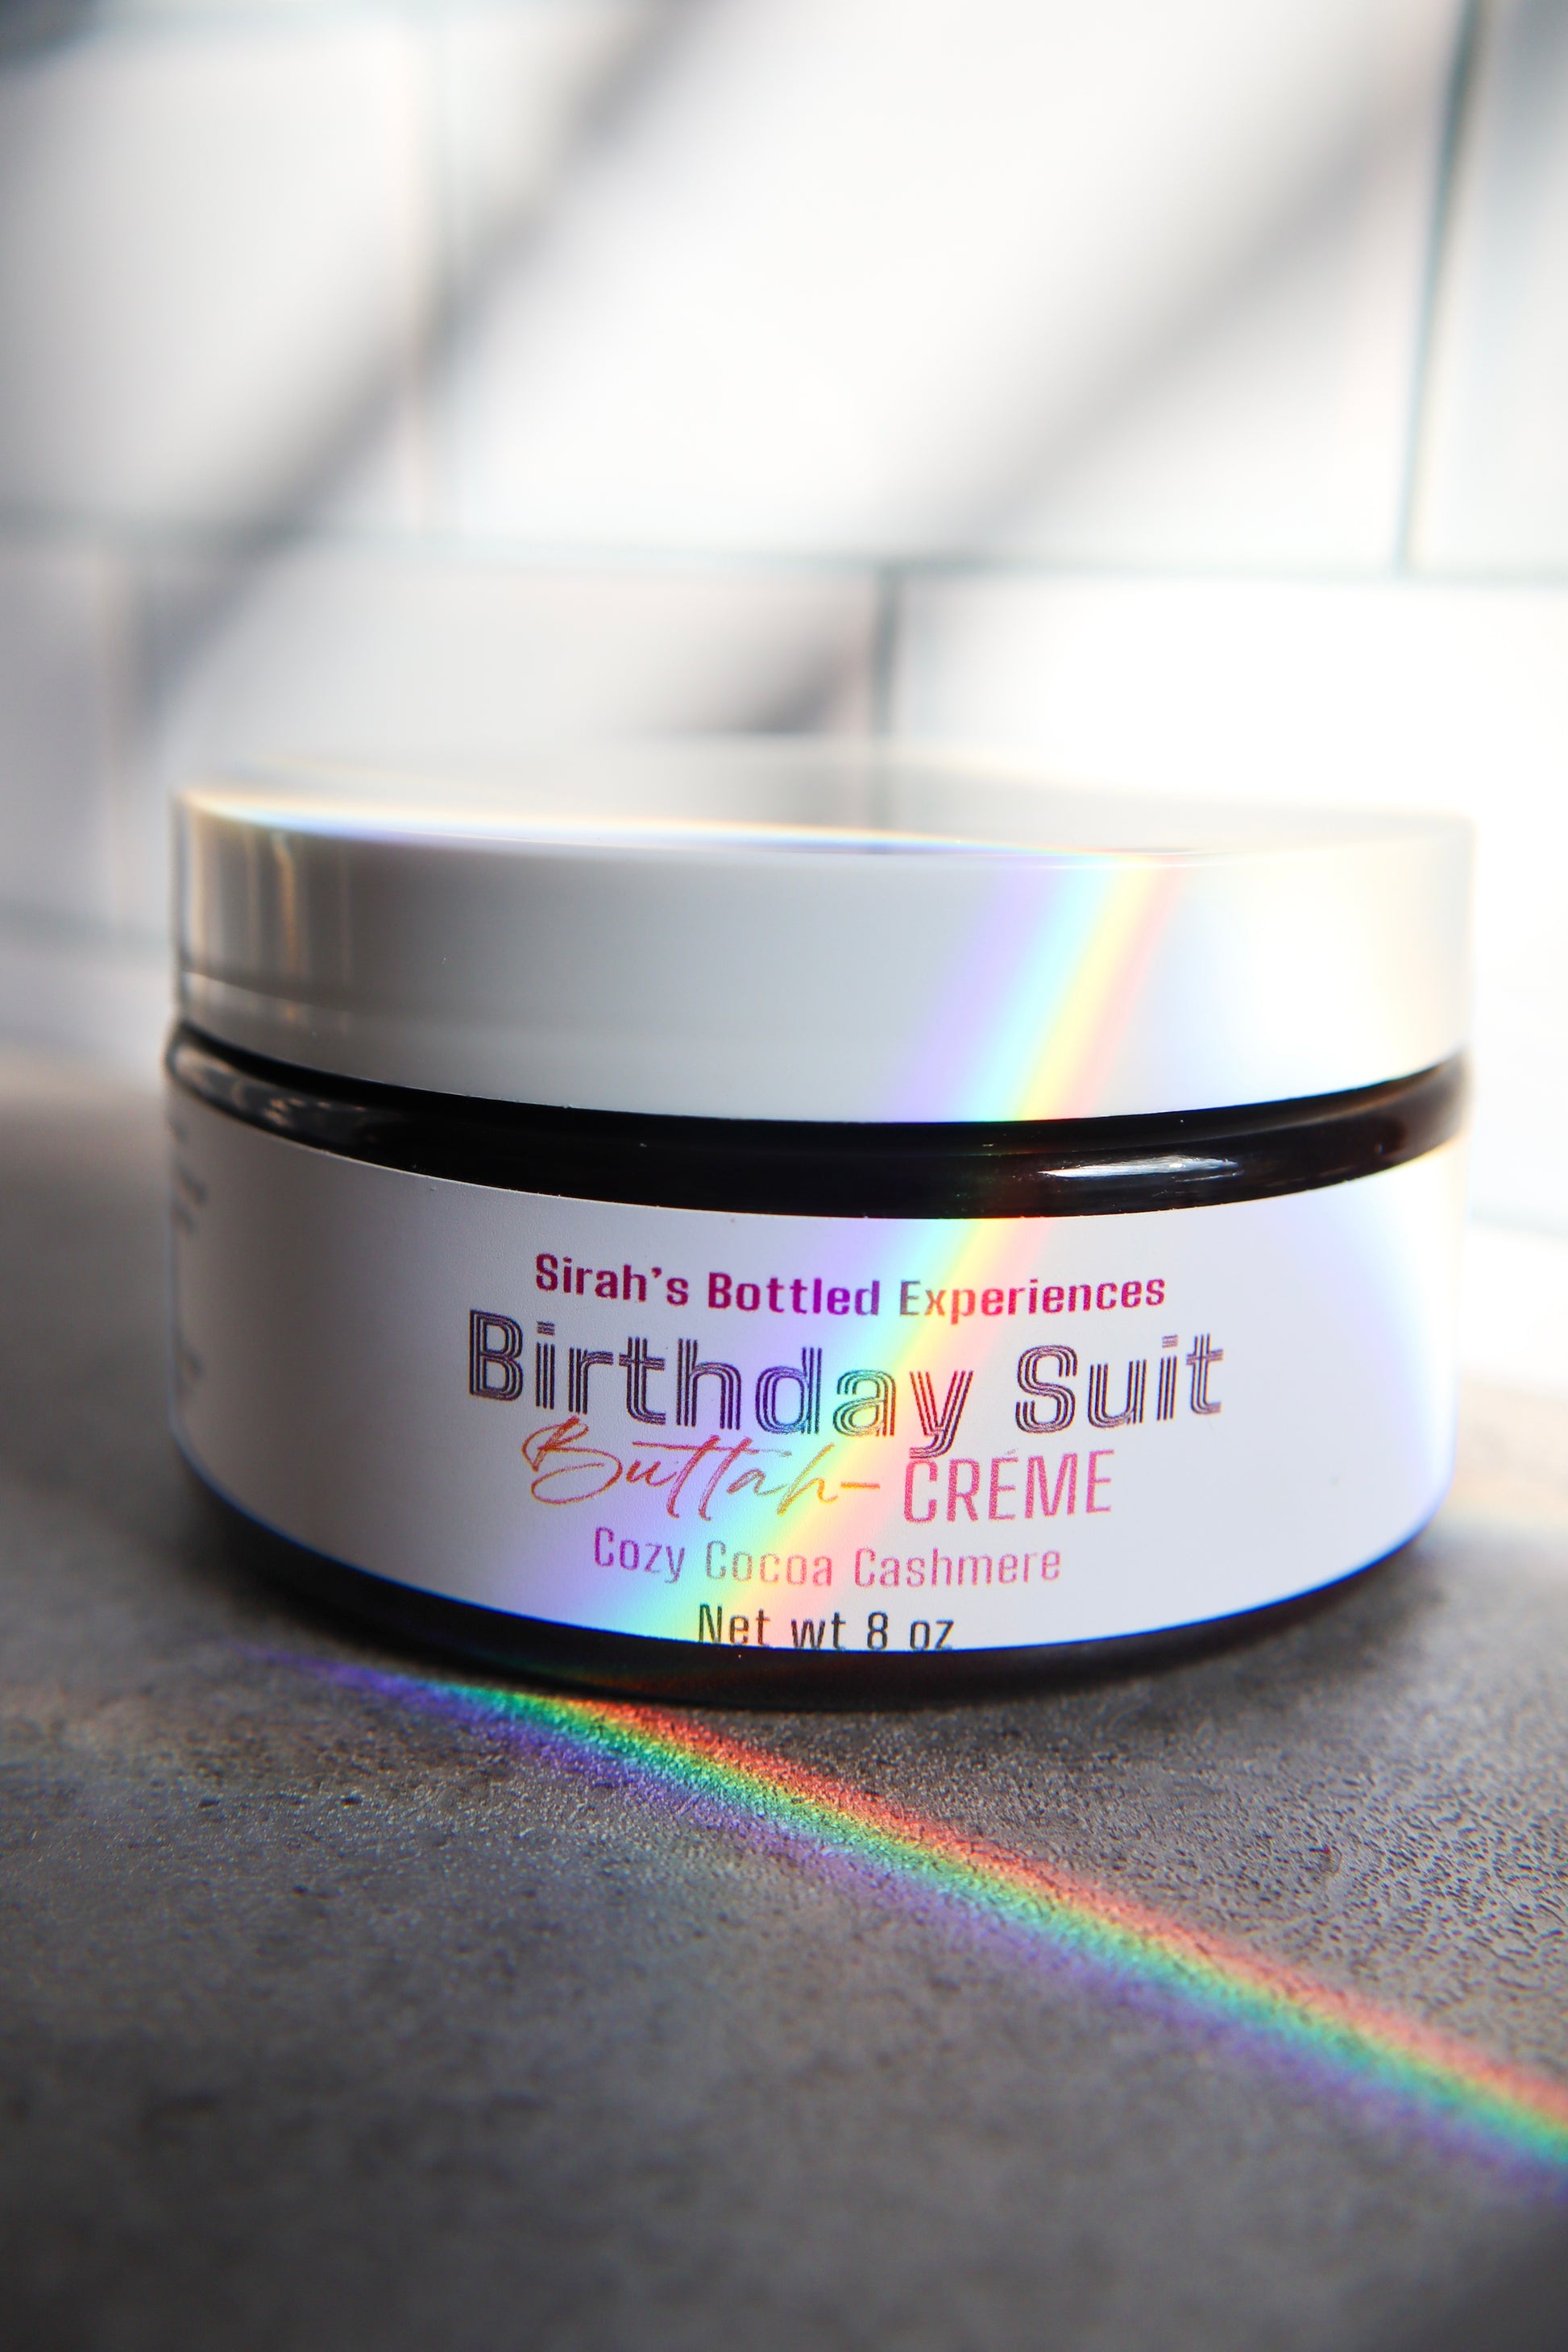 Sirah's Bottled Experiences
Birthday Suit
Buttah- CRÉME
Cozy Cocoa Cashmere
Net wt 8 oz